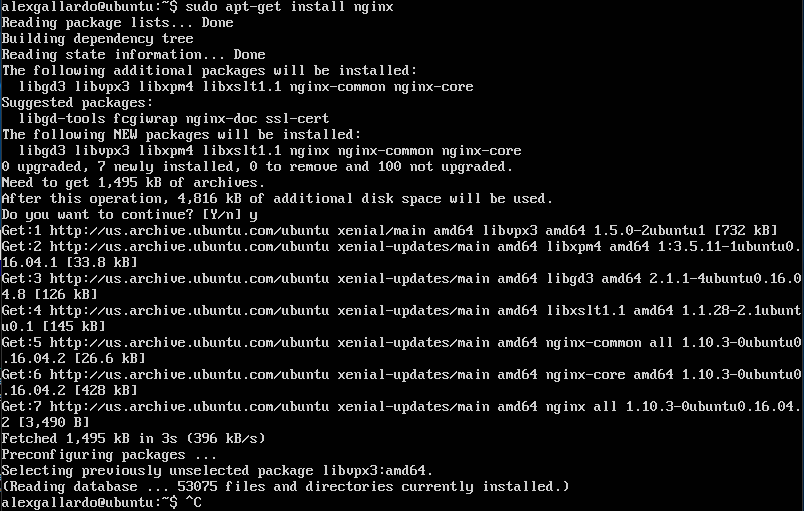 alexgallardo@ubuntu:~$ sudo apt-get install nginx
Reading package lists... Done
Building dependency tree
Reading state information... Done
The following additional packages will be installed:
  libgd3 libvpx3 libxpm4 libxslt1.1 nginx-common nginx-core
Suggested packages:
  libgd-tools fcgiwrap nginx-doc ssl-cert
The following NEW packages will be installed:
  libgd3 libvpx3 libxpm4 libxslt1.1 nginx nginx-common nginx-core
0 upgraded, 7 newly installed, 0 to remove and 100 not upgraded.
Need to get 1,495 kB of archives.
After this operation, 4,816 kB of additional disk space will be used.
Do you want to continue? [Y/n] y
Get:1 http://us.archive.ubuntu.com/ubuntu xenial/main amd64 libvpx3 amd64 1.5.0-2ubuntu1 [732 kB]
Get:2 http://us.archive.ubuntu.com/ubuntu xenial-updates/main amd64 libxpm4 amd64 1:3.5.11-1ubuntu0.
16.04.1 [33.8 kB]
Get:3 http://us.archive.ubuntu.com/ubuntu xenial-updates/main amd64 libgd3 amd64 2.1.1-4ubuntu0.16.0
4.8 [126 kB]
Get:4 http://us.archive.ubuntu.com/ubuntu xenial-updates/main amd64 libxslt1.1 amd64 1.1.28-2.1ubunt
u0.1 [145 kB]
Get:5 http://us.archive.ubuntu.com/ubuntu xenial-updates/main amd64 nginx-common all 1.10.3-0ubuntu0
.16.04.2 [26.6 kB]
Get:6 http://us.archive.ubuntu.com/ubuntu xenial-updates/main amd64 nginx-core amd64 1.10.3-0ubuntu0
.16.04.2 [428 kB]
Get:7 http://us.archive.ubuntu.com/ubuntu xenial-updates/main amd64 nginx all 1.10.3-0ubuntu0.16.04.
2 [3,490 B]
Fetched 1,495 kB in 3s (396 kB/s)
Preconfiguring packages ...
Selecting previously unselected package libvpx3:amd64.
(Reading database ... 53075 files and directories currently installed.)
alexgallardo@ubuntu:~$ ^C